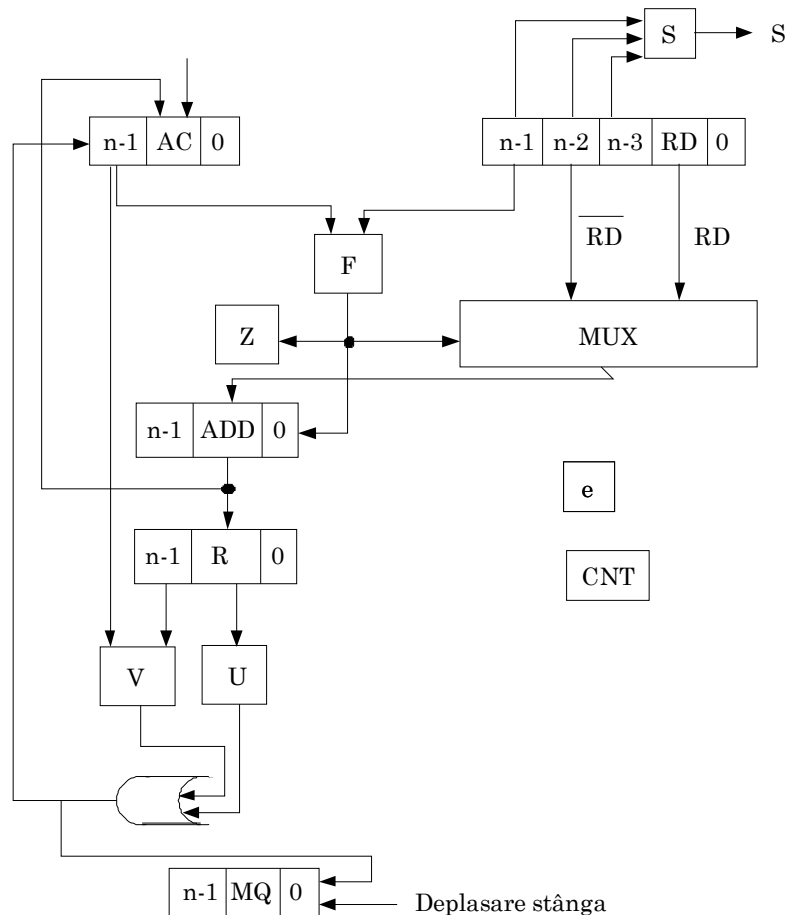 S
S
n-1 AC 0
n-1 n-2 n-3 RD 0
F
R̅D̅
RD
Z
MUX
n-1 ADD 0
e
n-1 R 0
CNT
V
U
n-1 MQ 0
Deplasare stânga